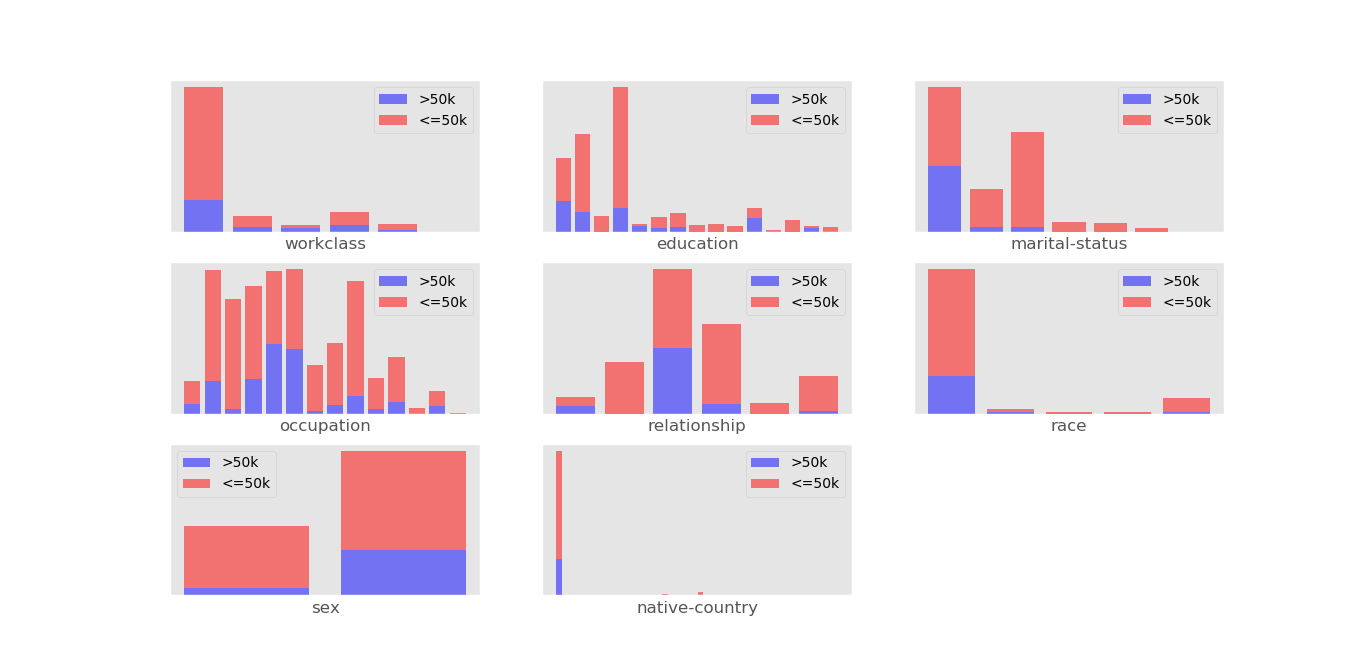 >50k
<=50k
workclass
>50k
<=50k
education
>50k
<=50k
marital-status
>50k
<=50k
occupation
>50k
<=50k
relationship
>50k
<=50k
race
>50k
<=50k
sex
>50k
<=50k
native-country